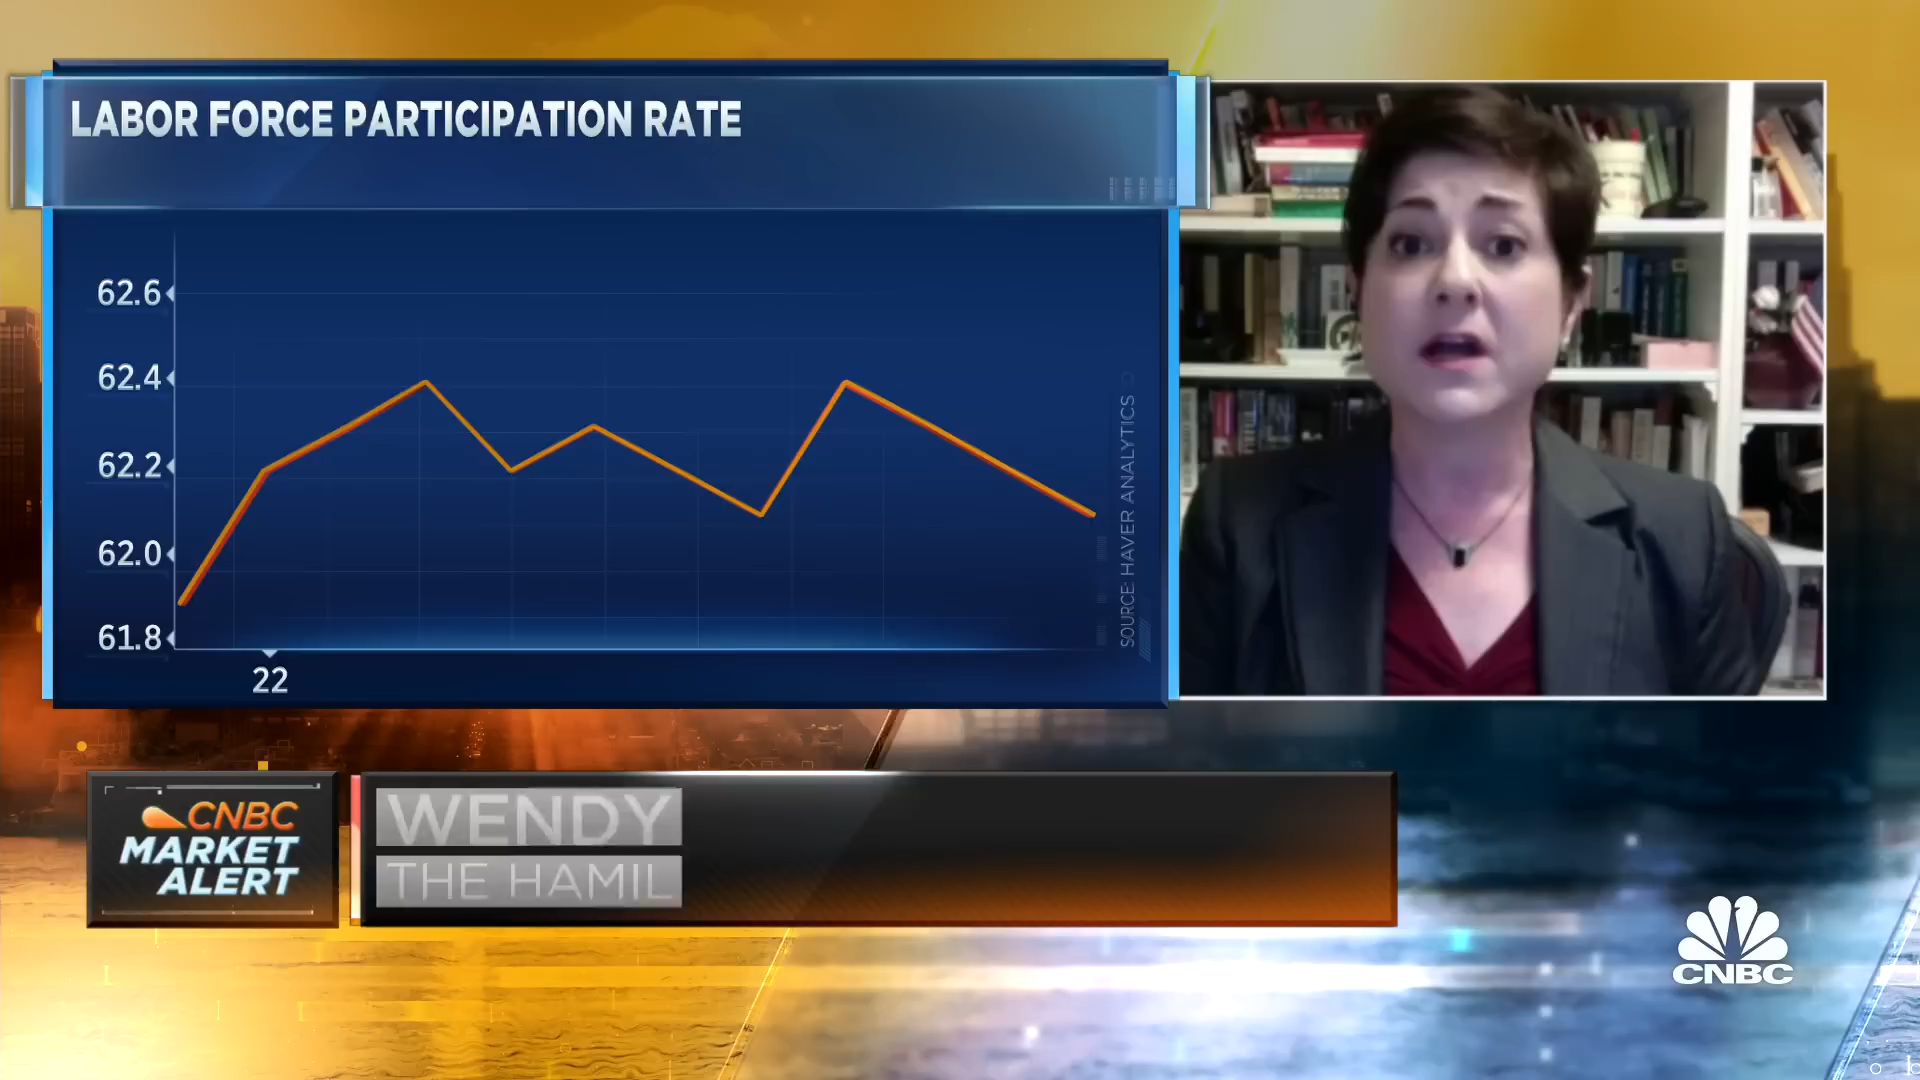 LABOR FORCE PARTICIPATION RATE
62.6
62.4
62.2
62.0
61.8
22
SOURCE: HAVER ANALYTICS
CNBC
MARKET
ALERT
WENDY
THE HAMIL
CNBC